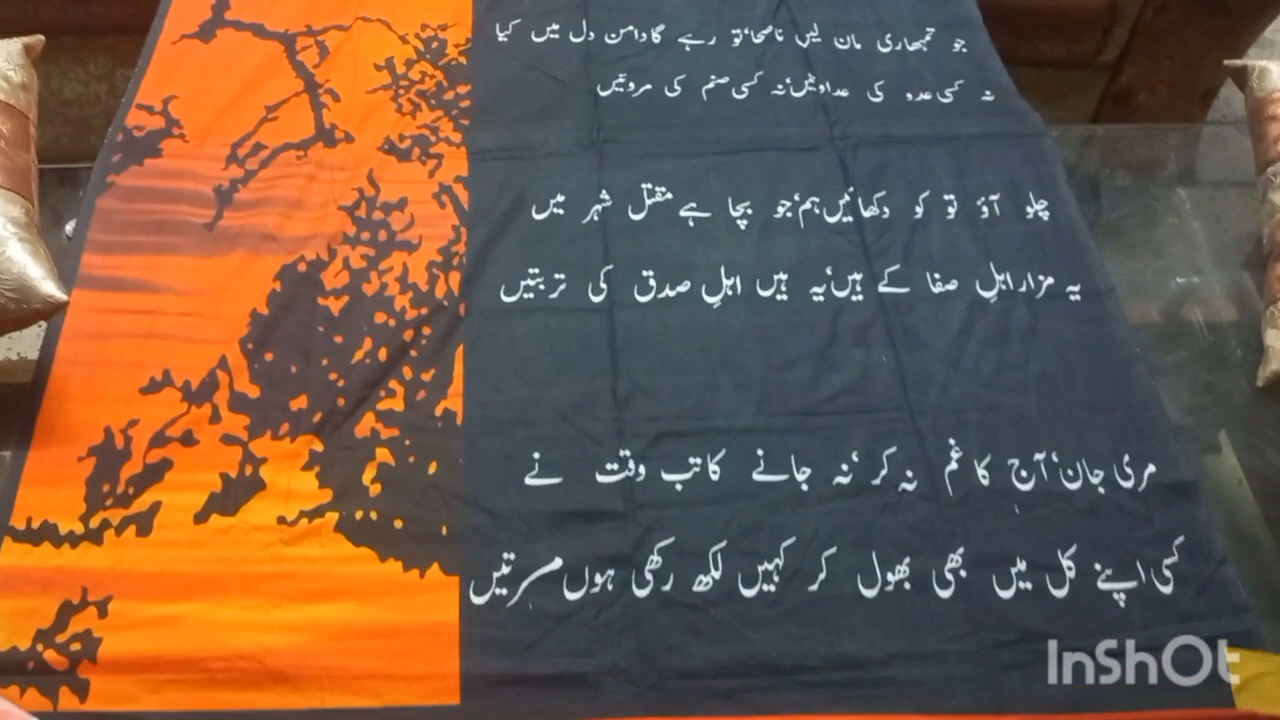 جو تمھاری مان لیں ناصحا،تو رہے گادامن دل میں کیا
نہ کسی عدو کی عداوتیں،نہ کسی صنم کی مروتیں
چلو آؤ تو کو دکھائیں ہم،جو بچا ہے مقتل شہر میں
یہ مزار اہلِ صفا کے ہیں،یہ ہیں اہلِ صدق کی تربتیں
مری جان،آج کا غم نہ کر،نہ جانے کاتب وقت نے
کسی اپنے کل میں بھی بھول کر کہیں لکھ رکھی ہوں مسرتیں
InShOt